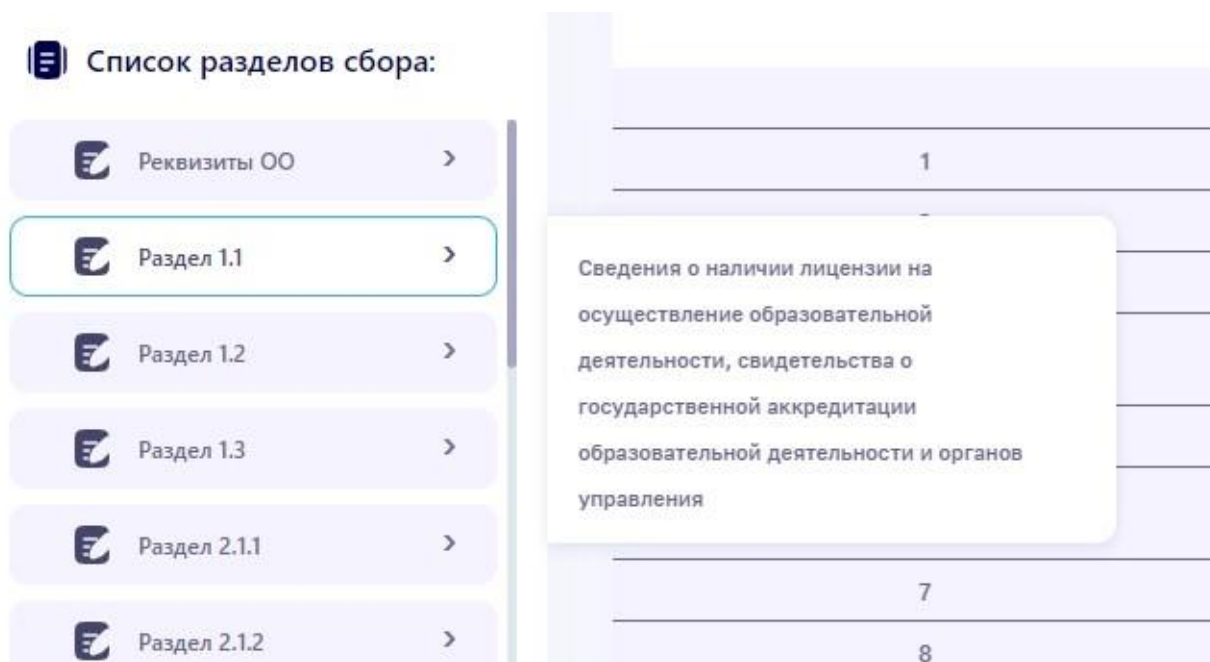 Список разделов сбора:
Реквизиты ОО
Раздел 1.1
Раздел 1.2
Раздел 1.3
Раздел 2.1.1
Раздел 2.1.2
1
Сведения о наличии лицензии на
осуществление образовательной
деятельности, свидетельства о
государственной аккредитации
образовательной деятельности и органов
управления
7
8